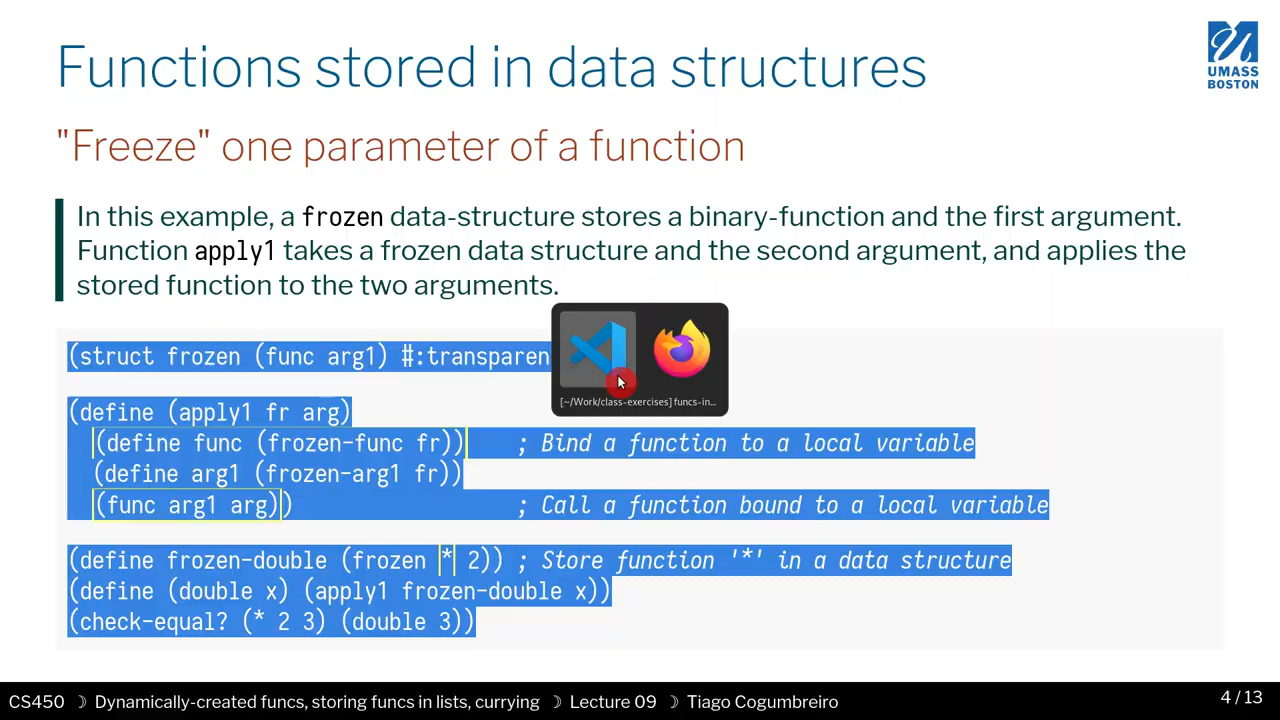 Functions stored in data structures
UMASS
BOSTON
"Freeze" one parameter of a function
In this example, a frozen data-structure stores a binary-function and the first argument.
Function apply1 takes a frozen data structure and the second argument, and applies the
stored function to the two arguments.
(struct frozen (func arg1) #:transparen
[~/Work/class-exercises] funcs-in...
(define (apply1 fr arg)
(define func (frozen-func fr)) ; Bind a function to a local variable
(define arg1 (frozen-arg1 fr))
(func arg1 arg)) ; Call a function bound to a local variable
(define frozen-double (frozen * 2)) ; Store function '*' in a data structure
(define (double x) (apply1 frozen-double x))
(check-equal? (* 2 3) (double 3))
CS450 ☽ Dynamically-created funcs, storing funcs in lists, currying ☽ Lecture 09 ☽ Tiago Cogumbreiro
4 / 13